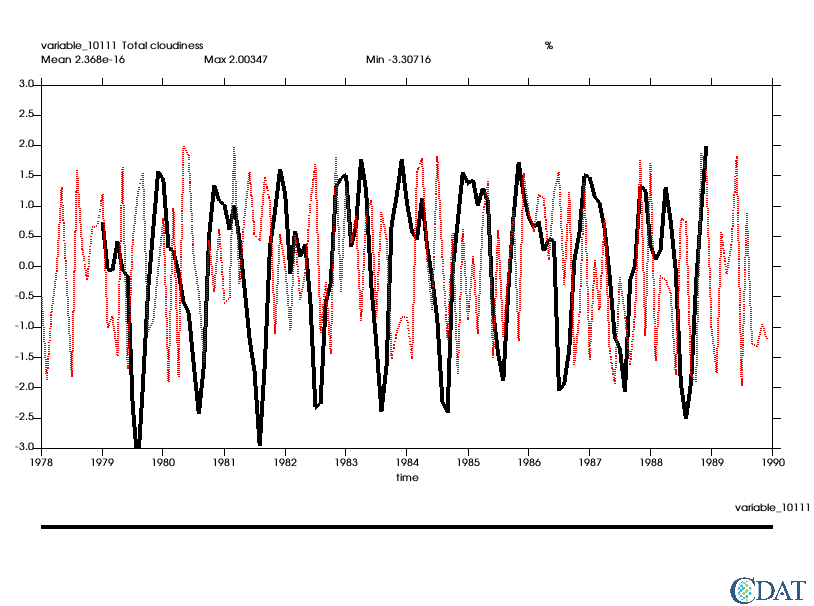 variable_10111 Total cloudiness %
Mean 2.368e-16 Max 2.00347 Min -3.30716
3.0
2.5
2.0
1.5
1.0
0.5
0.0
-0.5
-1.0
-1.5
-2.0
-2.5
-3.0
1978 1979 1980 1981 1982 1983 1984 1985 1986 1987 1988 1989 1990
time
variable_10111
CDAT